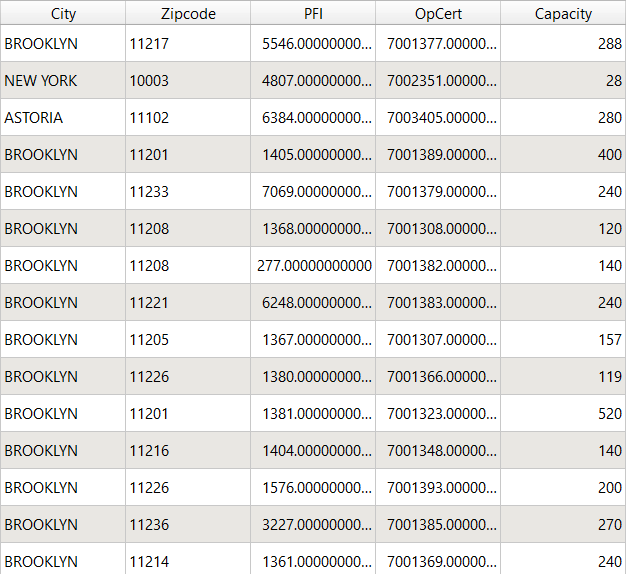 City Zipcode PFI OpCert Capacity
BROOKLYN 11217 5546.00000000... 7001377.00000... 288
NEW YORK 10003 4807.00000000... 7002351.00000... 28
ASTORIA 11102 6384.00000000... 7003405.00000... 280
BROOKLYN 11201 1405.00000000... 7001389.00000... 400
BROOKLYN 11233 7069.00000000... 7001379.00000... 240
BROOKLYN 11208 1368.00000000... 7001308.00000... 120
BROOKLYN 11208 277.00000000000 7001382.00000... 140
BROOKLYN 11221 6248.00000000... 7001383.00000... 240
BROOKLYN 11205 1367.00000000... 7001307.00000... 157
BROOKLYN 11226 1380.00000000... 7001366.00000... 119
BROOKLYN 11201 1381.00000000... 7001323.00000... 520
BROOKLYN 11216 1404.00000000... 7001348.00000... 140
BROOKLYN 11226 1576.00000000... 7001393.00000... 200
BROOKLYN 11236 3227.00000000... 7001385.00000... 270
BROOKLYN 11214 1361.00000000... 7001369.00000... 240